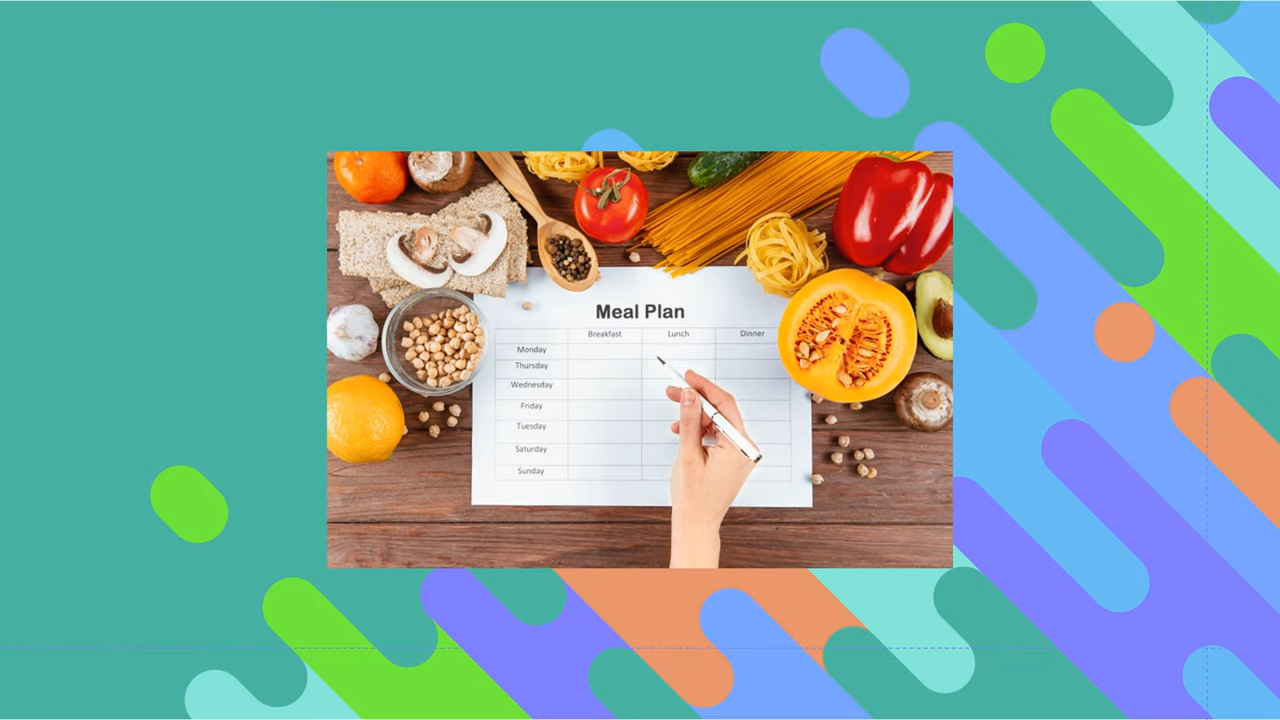 Meal Plan
Breakfast Lunch Dinner
Monday
Thursday
Wednesday
Friday
Tuesday
Saturday
Sunday